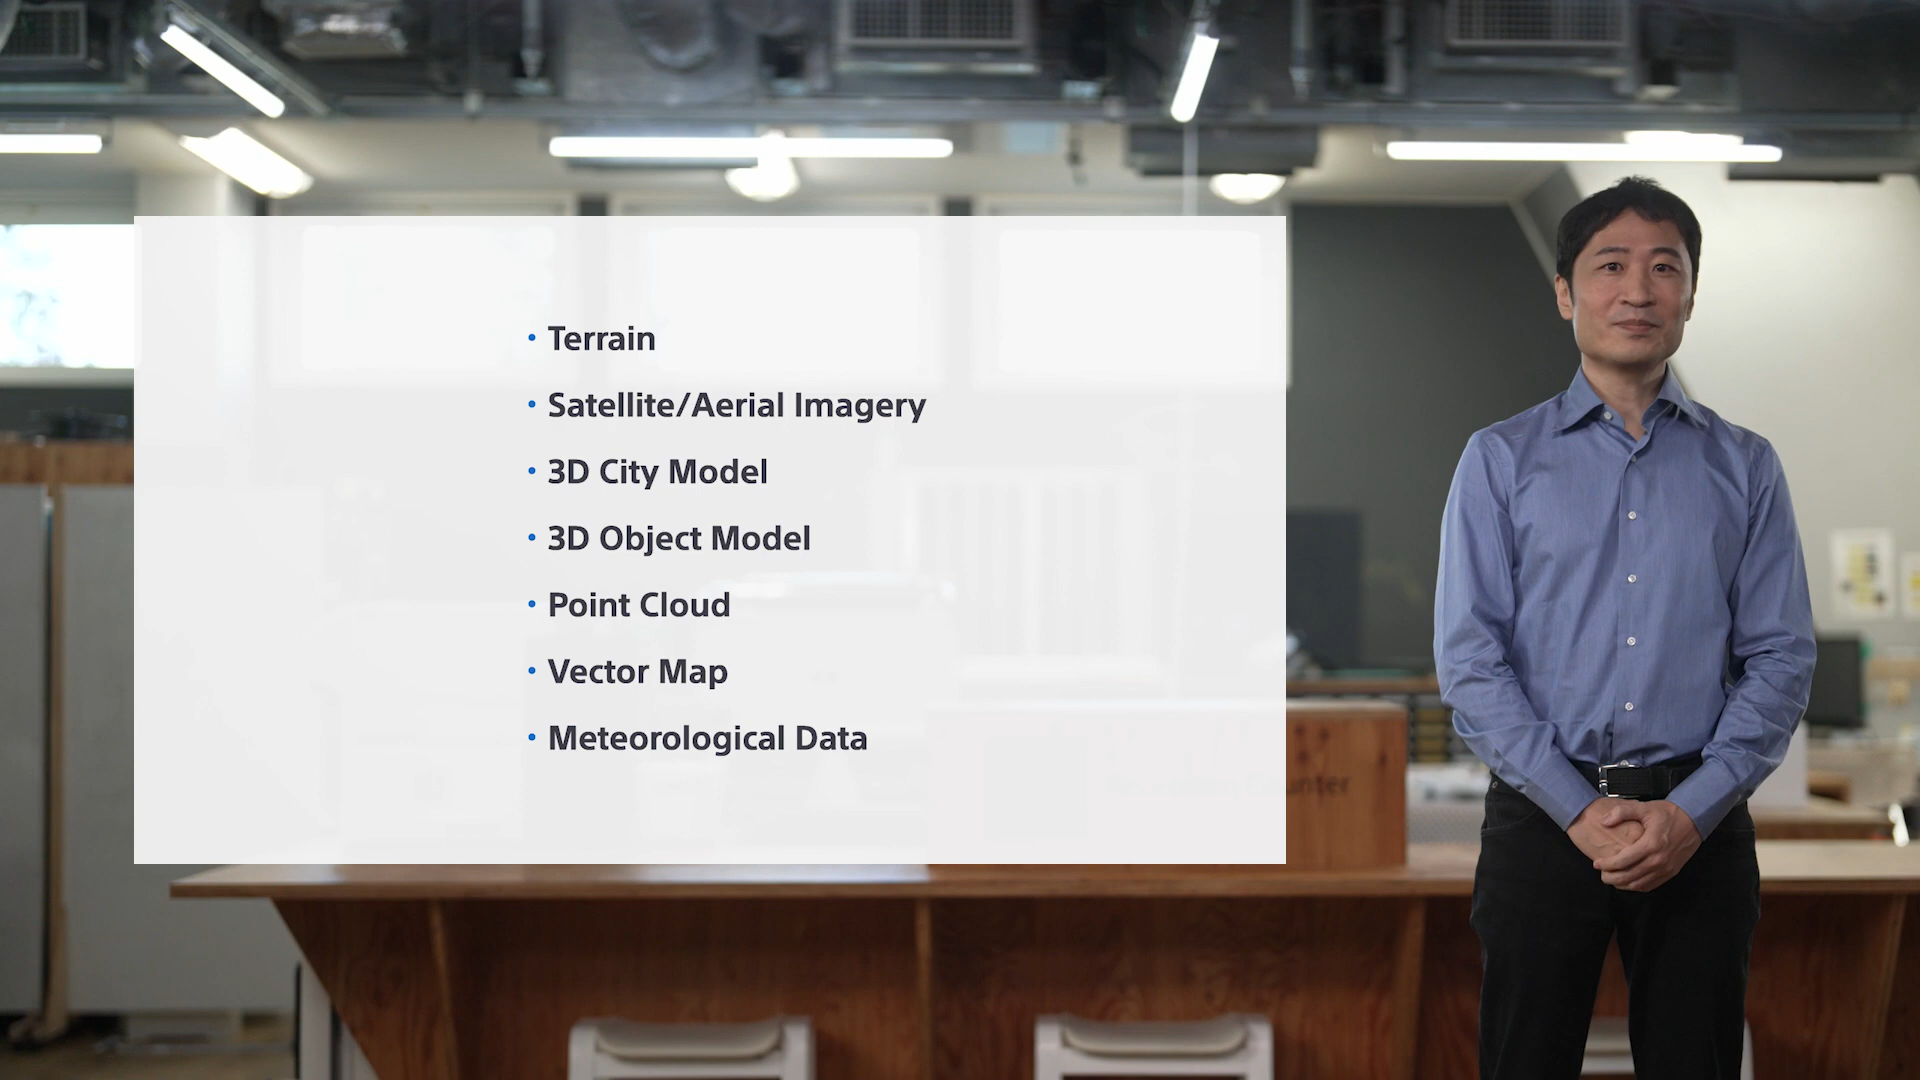 • Terrain
• Satellite/Aerial Imagery
• 3D City Model
• 3D Object Model
• Point Cloud
• Vector Map
• Meteorological Data